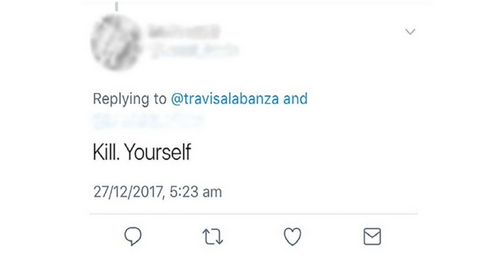 Replying to @travisalabanza and
Kill. Yourself
27/12/2017, 5:23 am